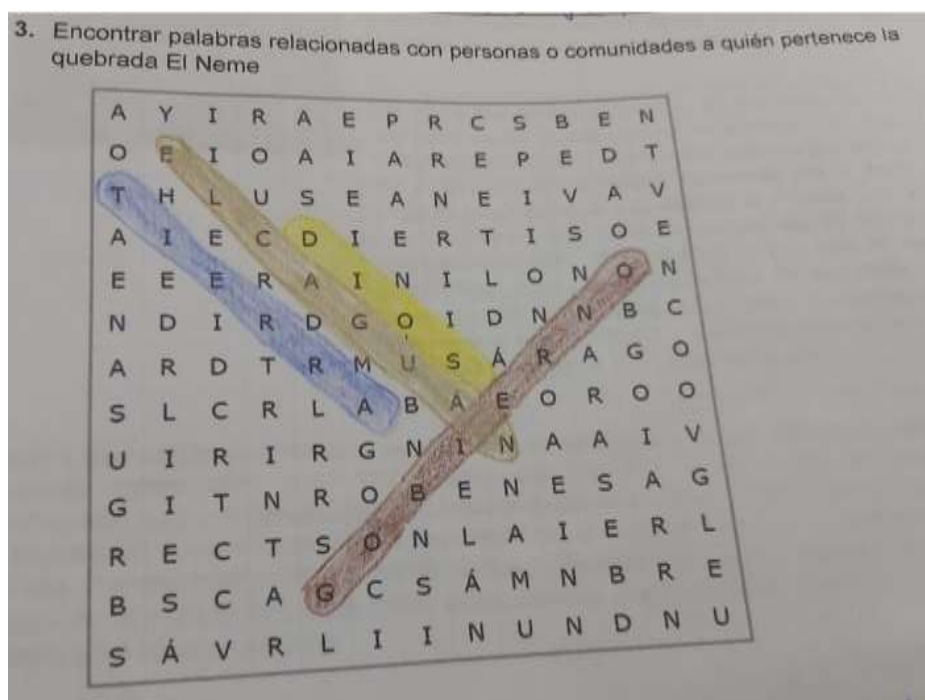 3. Encontrar palabras relacionadas con personas o comunidades a quién pertenece la
quebrada El Neme
A Y I R A E P R C S B E N
O E I O A I A R E P E D T
T H L U S E A N E I V A V
A I E C D I E R T I S O E
E E E R A I N I L O N O N
N D I R D G O I D N N B C
A R D T R M U S Á R A G O
S L C R L A B A E O R O O
U I R I R G N I N A A I V
G I T N R O B E N E S A G
R E C T S O N L A I E R L
B S C A G C S Á M N B R E
S Á V R L I I N U N D N U